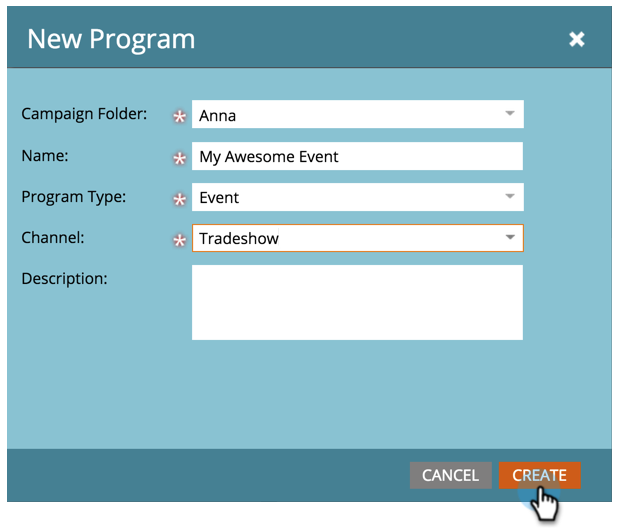 New Program
Campaign Folder: * Anna
Name: * My Awesome Event
Program Type: * Event
Channel: * Tradeshow
Description:
CANCEL CREATE